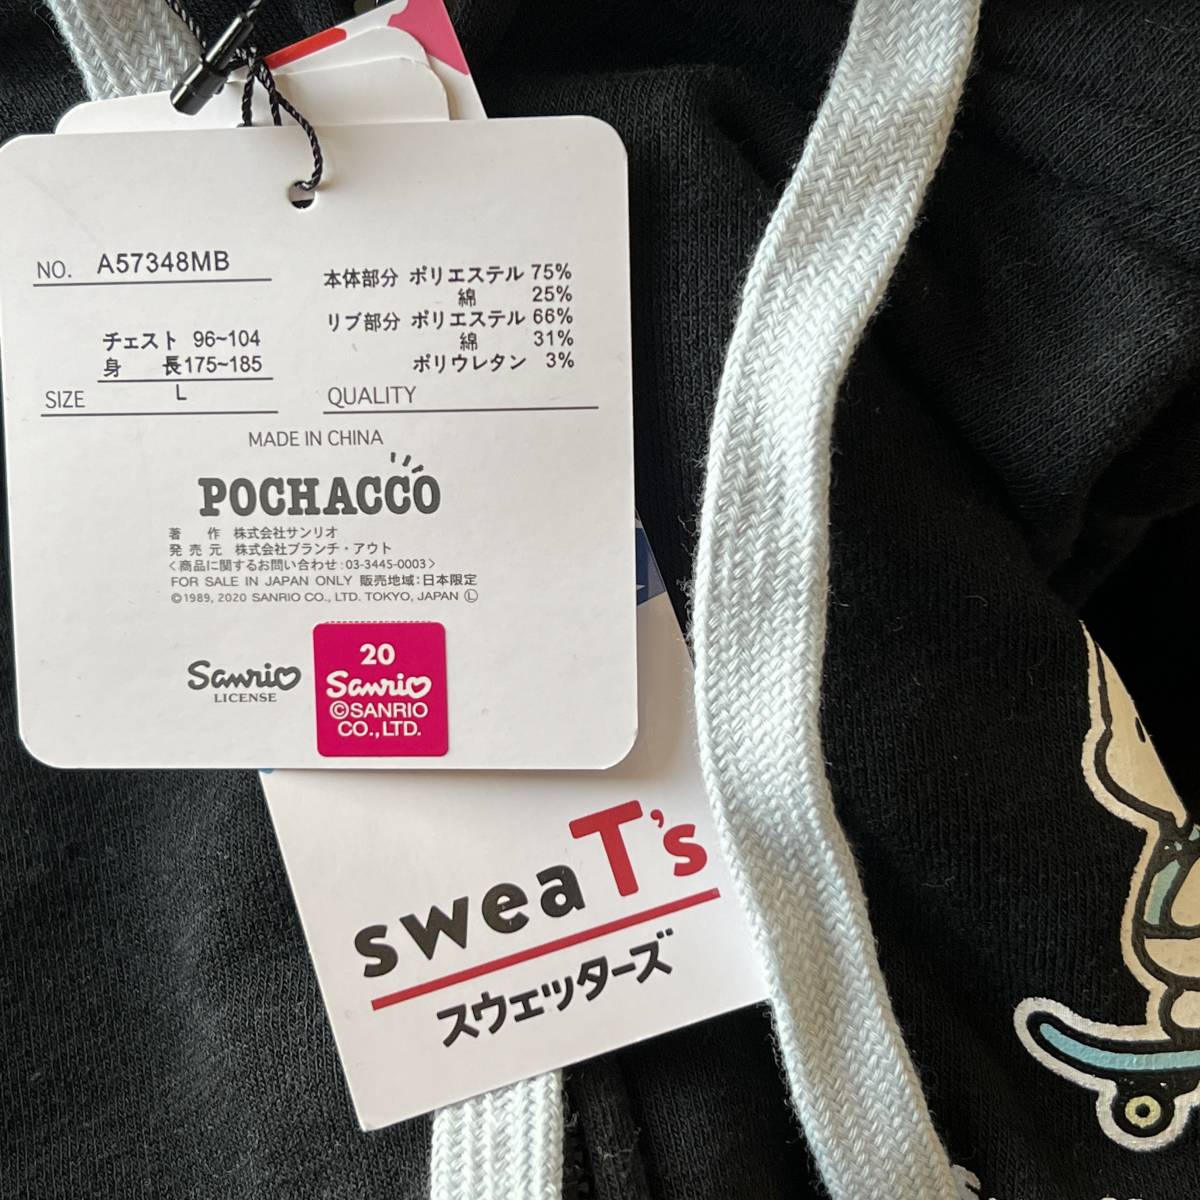 NO. A57348MB
チェスト 96~104
身 長175~185
SIZE L
本体部分 ポリエステル 75%
綿 25%
リブ部分 ポリエステル 66%
綿 31%
ポリウレタン 3%
QUALITY
MADE IN CHINA
POCHACCO
著 作 株式会社サンリオ
発 売 元 株式会社ブランチ・アウト
<商品に関するお問い合わせ:03-3445-0003>
FOR SALE IN JAPAN ONLY 販売地域:日本限定
©1989, 2020 SANRIO CO., LTD. TOKYO, JAPAN Ⓛ
Sanrio
LICENSE
20
Sanrio
©SANRIO
CO.,LTD.
sweaT's
スウェッターズ